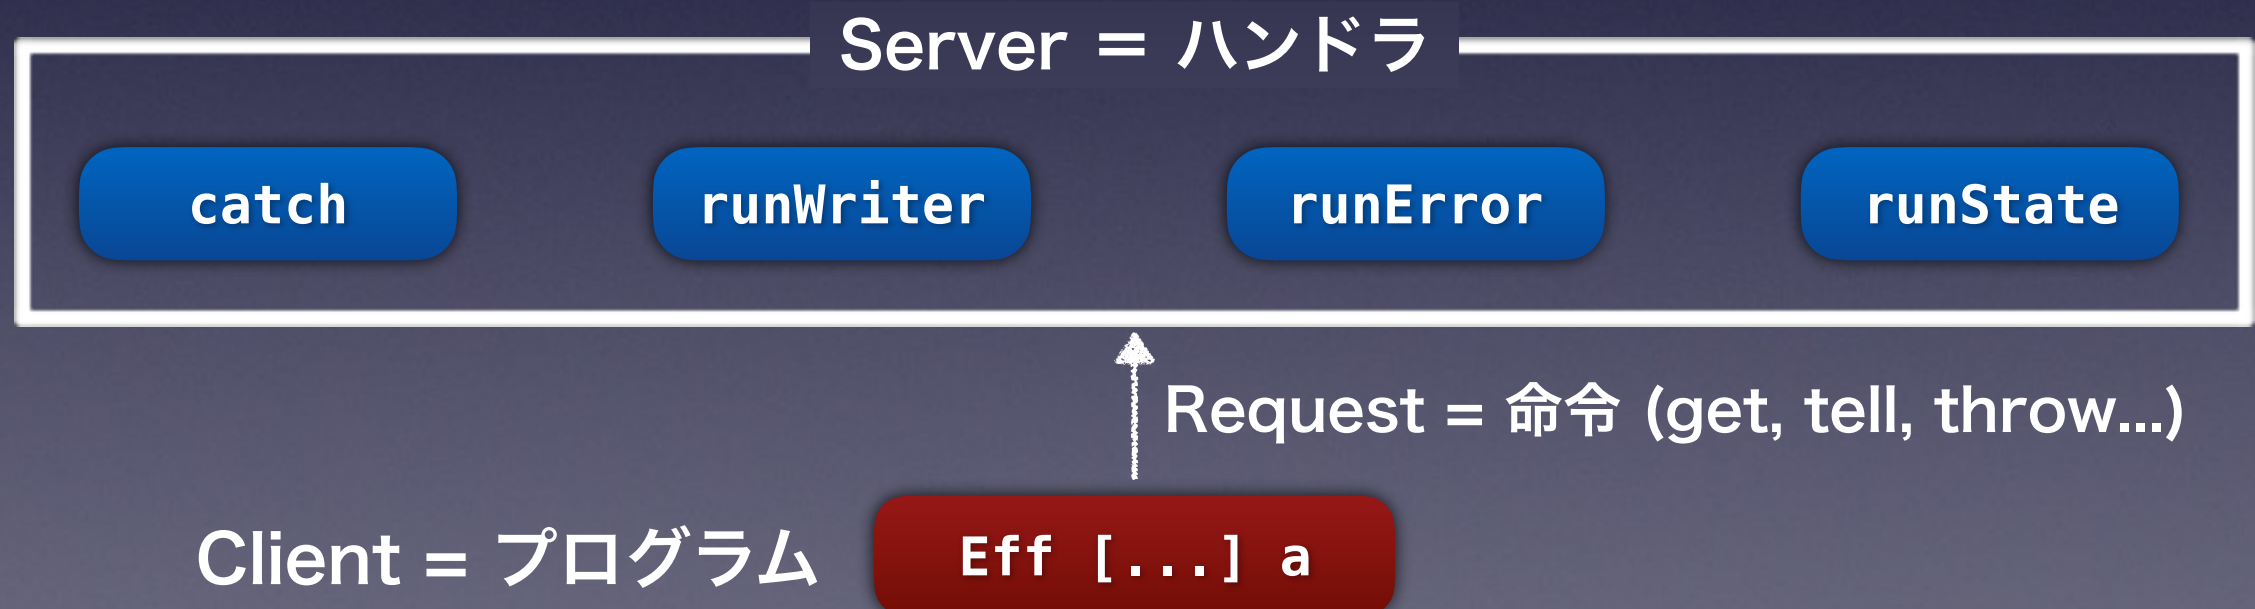 Server = ハンドラ
catch
runWriter
runError
runState
Request = 命令 (get, tell, throw...)
Client = プログラム
Eff [...] a